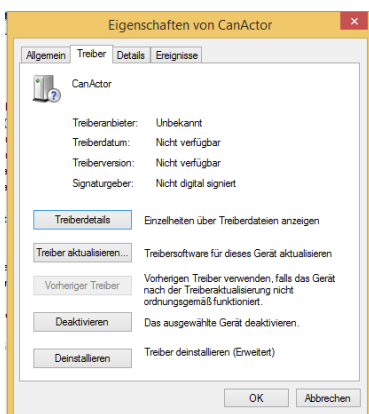 Eigenschaften von CanActor
Allgemein Treiber Details Ereignisse
CanActor
Treiberanbieter: Unbekannt
Treiberdatum: Nicht verfügbar
Treiberversion: Nicht verfügbar
Signaturgeber: Nicht digital signiert
Treiberdetails Einzelheiten über Treiberdateien anzeigen
Treiber aktualisieren... Treibersoftware für dieses Gerät aktualisieren
Vorheriger Treiber Vorherigen Treiber verwenden, falls das Gerät
nach der Treiberaktualisierung nicht
ordnungsgemäß funktioniert.
Deaktivieren Das ausgewählte Gerät deaktivieren.
Deinstallieren Treiber deinstallieren (Erweitert)
OK Abbrechen